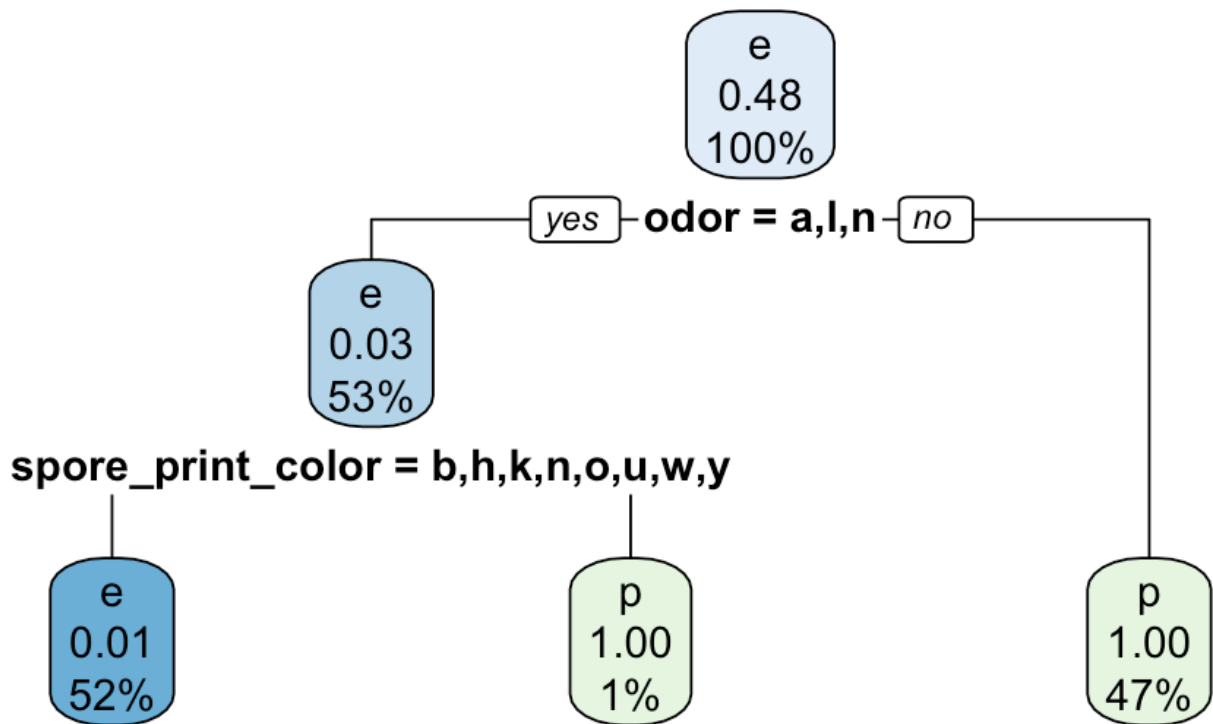 e
0.48
100%
yes odor = a,l,n no
e
0.03
53%
spore_print_color = b,h,k,n,o,u,w,y
e
0.01
52%
p
1.00
1%
p
1.00
47%